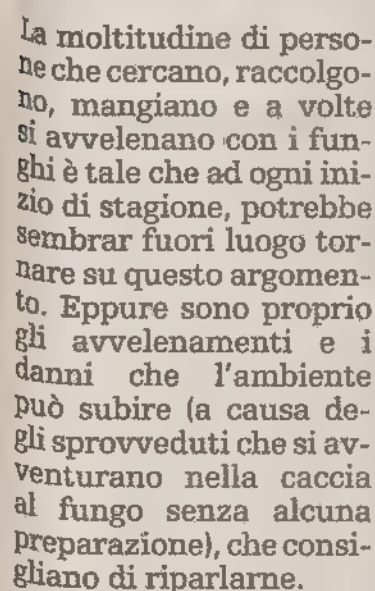 La moltitudine di perso-
ne che cercano, raccolgo-
no, mangiano e a volte
si avvelenano con i fun-
ghi è tale che ad ogni ini-
zio di stagione, potrebbe
sembrar fuori luogo tor-
nare su questo argomen-
to. Eppure sono proprio
gli avvelenamenti e i
danni che l'ambiente
può subire (a causa de-
gli sprovveduti che si av-
venturano nella caccia
al fungo senza alcuna
preparazione), che consi-
gliano di riparlarne.